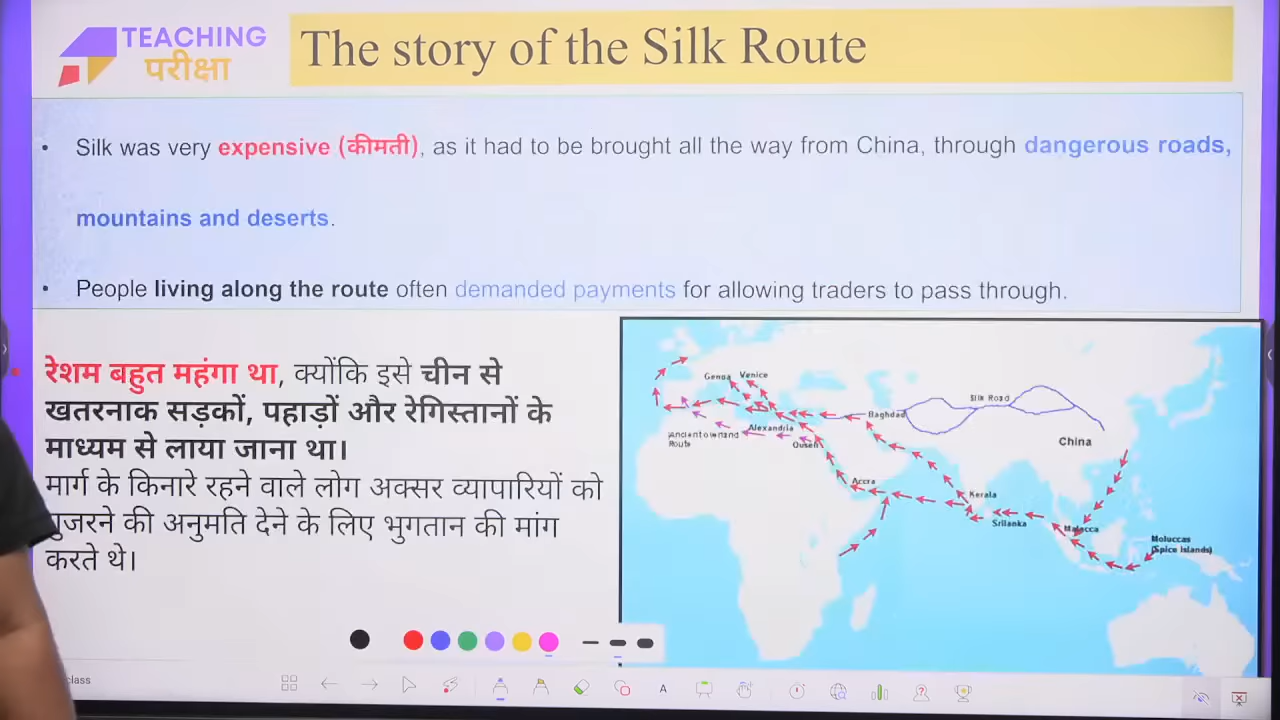 TEACHING
परीक्षा
The story of the Silk Route
• Silk was very expensive (कीमती), as it had to be brought all the way from China, through dangerous roads,
mountains and deserts.
• People living along the route often demanded payments for allowing traders to pass through.
• रेशम बहुत महंगा था, क्योंकि इसे चीन से
खतरनाक सड़कों, पहाड़ों और रेगिस्तानों के
माध्यम से लाया जाना था।
मार्ग के किनारे रहने वाले लोग अक्सर व्यापारियों को
गुजरने की अनुमति देने के लिए भुगतान की मांग
करते थे।
Genoa Venice
Silk Road
Baghdad
Alexandria
Route
China
Accra
Kerala
Srilanka
Malacca
Moluccas
(Spice Islands)
class
A